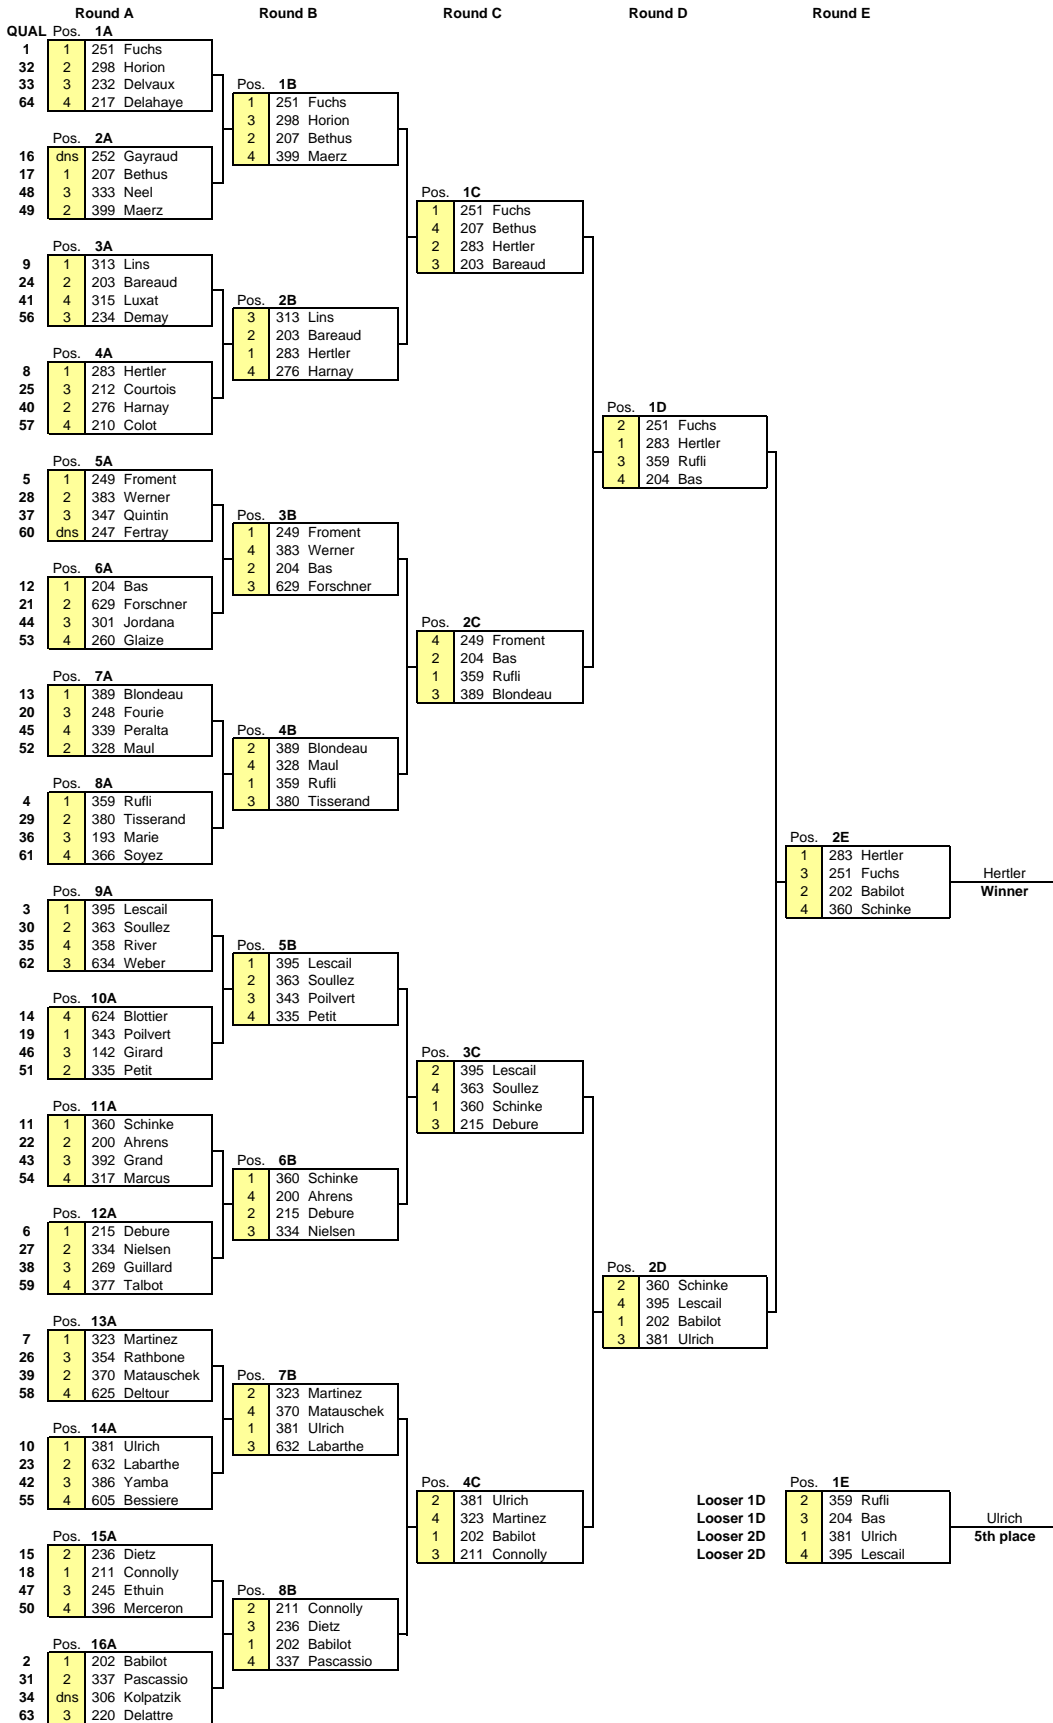 Round A Round B Round C Round D Round E
QUAL Pos. 1A
1 1 251 Fuchs
32 2 298 Horion
33 3 232 Delvaux
64 4 217 Delahaye
Pos. 2A
16 dns 252 Gayraud
17 1 207 Bethus
48 3 333 Neel
49 2 399 Maerz
Pos. 3A
9 1 313 Lins
24 2 203 Bareaud
41 4 315 Luxat
56 3 234 Demay
Pos. 4A
8 1 283 Hertler
25 3 212 Courtois
40 2 276 Harnay
57 4 210 Colot
Pos. 5A
5 1 249 Froment
28 2 383 Werner
37 3 347 Quintin
60 dns 247 Fertray
Pos. 6A
12 1 204 Bas
21 2 629 Forschner
44 3 301 Jordana
53 4 260 Glaize
Pos. 7A
13 1 389 Blondeau
20 3 248 Fourie
45 4 339 Peralta
52 2 328 Maul
Pos. 8A
4 1 359 Rufli
29 2 380 Tisserand
36 3 193 Marie
61 4 366 Soyez
Pos. 9A
3 1 395 Lescail
30 2 363 Soullez
35 4 358 River
62 3 634 Weber
Pos. 10A
14 4 624 Blottier
19 1 343 Poilvert
46 3 142 Girard
51 2 335 Petit
Pos. 11A
11 1 360 Schinke
22 2 200 Ahrens
43 3 392 Grand
54 4 317 Marcus
Pos. 12A
6 1 215 Debure
27 2 334 Nielsen
38 3 269 Guillard
59 4 377 Talbot
Pos. 13A
7 1 323 Martinez
26 3 354 Rathbone
39 2 370 Matauschek
58 4 625 Deltour
Pos. 14A
10 1 381 Ulrich
23 2 632 Labarthe
42 3 386 Yamba
55 4 605 Bessiere
Pos. 15A
15 2 236 Dietz
18 1 211 Connolly
47 3 245 Ethuin
50 4 396 Merceron
Pos. 16A
2 1 202 Babilot
31 2 337 Pascassio
34 dns 306 Kolpatzik
63 3 220 Delattre
Pos. 1B
1 251 Fuchs
3 298 Horion
2 207 Bethus
4 399 Maerz
Pos. 2B
3 313 Lins
2 203 Bareaud
1 283 Hertler
4 276 Harnay
Pos. 3B
1 249 Froment
4 383 Werner
2 204 Bas
3 629 Forschner
Pos. 4B
2 389 Blondeau
4 328 Maul
1 359 Rufli
3 380 Tisserand
Pos. 5B
1 395 Lescail
2 363 Soullez
3 343 Poilvert
4 335 Petit
Pos. 6B
1 360 Schinke
4 200 Ahrens
2 215 Debure
3 334 Nielsen
Pos. 7B
2 323 Martinez
4 370 Matauschek
1 381 Ulrich
3 632 Labarthe
Pos. 8B
2 211 Connolly
3 236 Dietz
1 202 Babilot
4 337 Pascassio
Pos. 1C
1 251 Fuchs
4 207 Bethus
2 283 Hertler
3 203 Bareaud
Pos. 2C
4 249 Froment
2 204 Bas
1 359 Rufli
3 389 Blondeau
Pos. 3C
2 395 Lescail
4 363 Soullez
1 360 Schinke
3 215 Debure
Pos. 4C
2 381 Ulrich
4 323 Martinez
1 202 Babilot
3 211 Connolly
Pos. 1D
2 251 Fuchs
1 283 Hertler
3 359 Rufli
4 204 Bas
Pos. 2D
2 360 Schinke
4 395 Lescail
1 202 Babilot
3 381 Ulrich
Pos. 2E
1 283 Hertler
3 251 Fuchs
2 202 Babilot
4 360 Schinke
Hertler
Winner
Pos. 1E
Looser 1D 2 359 Rufli
Looser 1D 3 204 Bas
Looser 2D 1 381 Ulrich
Looser 2D 4 395 Lescail
Ulrich
5th place